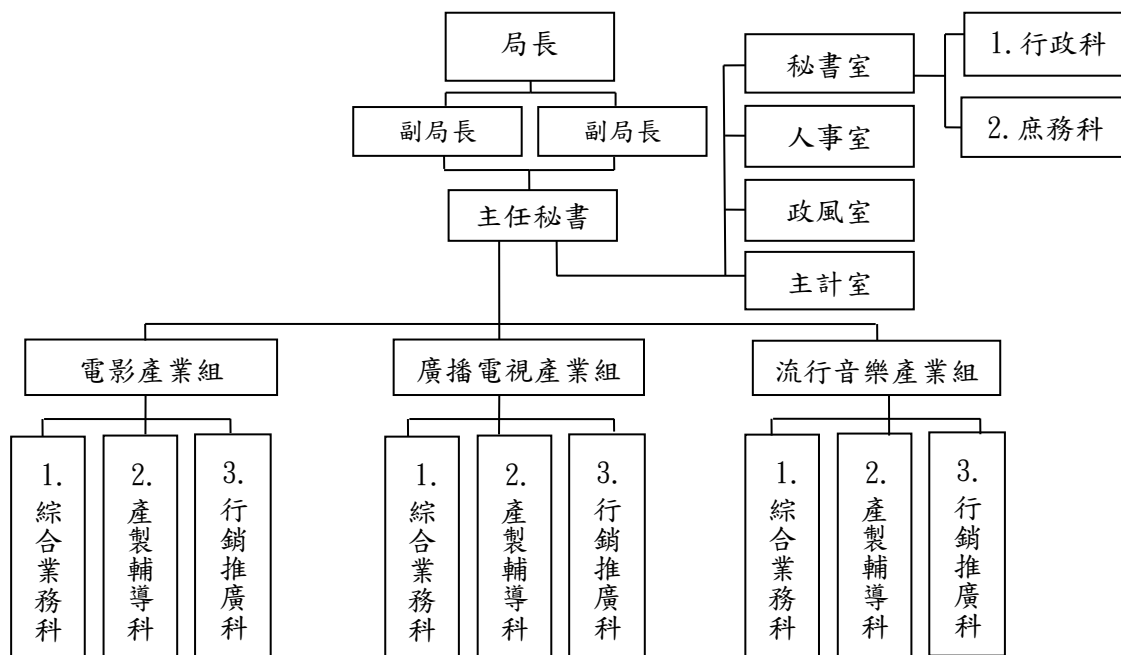 局長
副局長
副局長
主任秘書
秘書室
1.行政科
2.庶務科
人事室
政風室
主計室
電影產業組
廣播電視產業組
流行音樂產業組
1.綜合業務科
2.產製輔導科
3.行銷推廣科
1.綜合業務科
2.產製輔導科
3.行銷推廣科
1.綜合業務科
2.產製輔導科
3.行銷推廣科